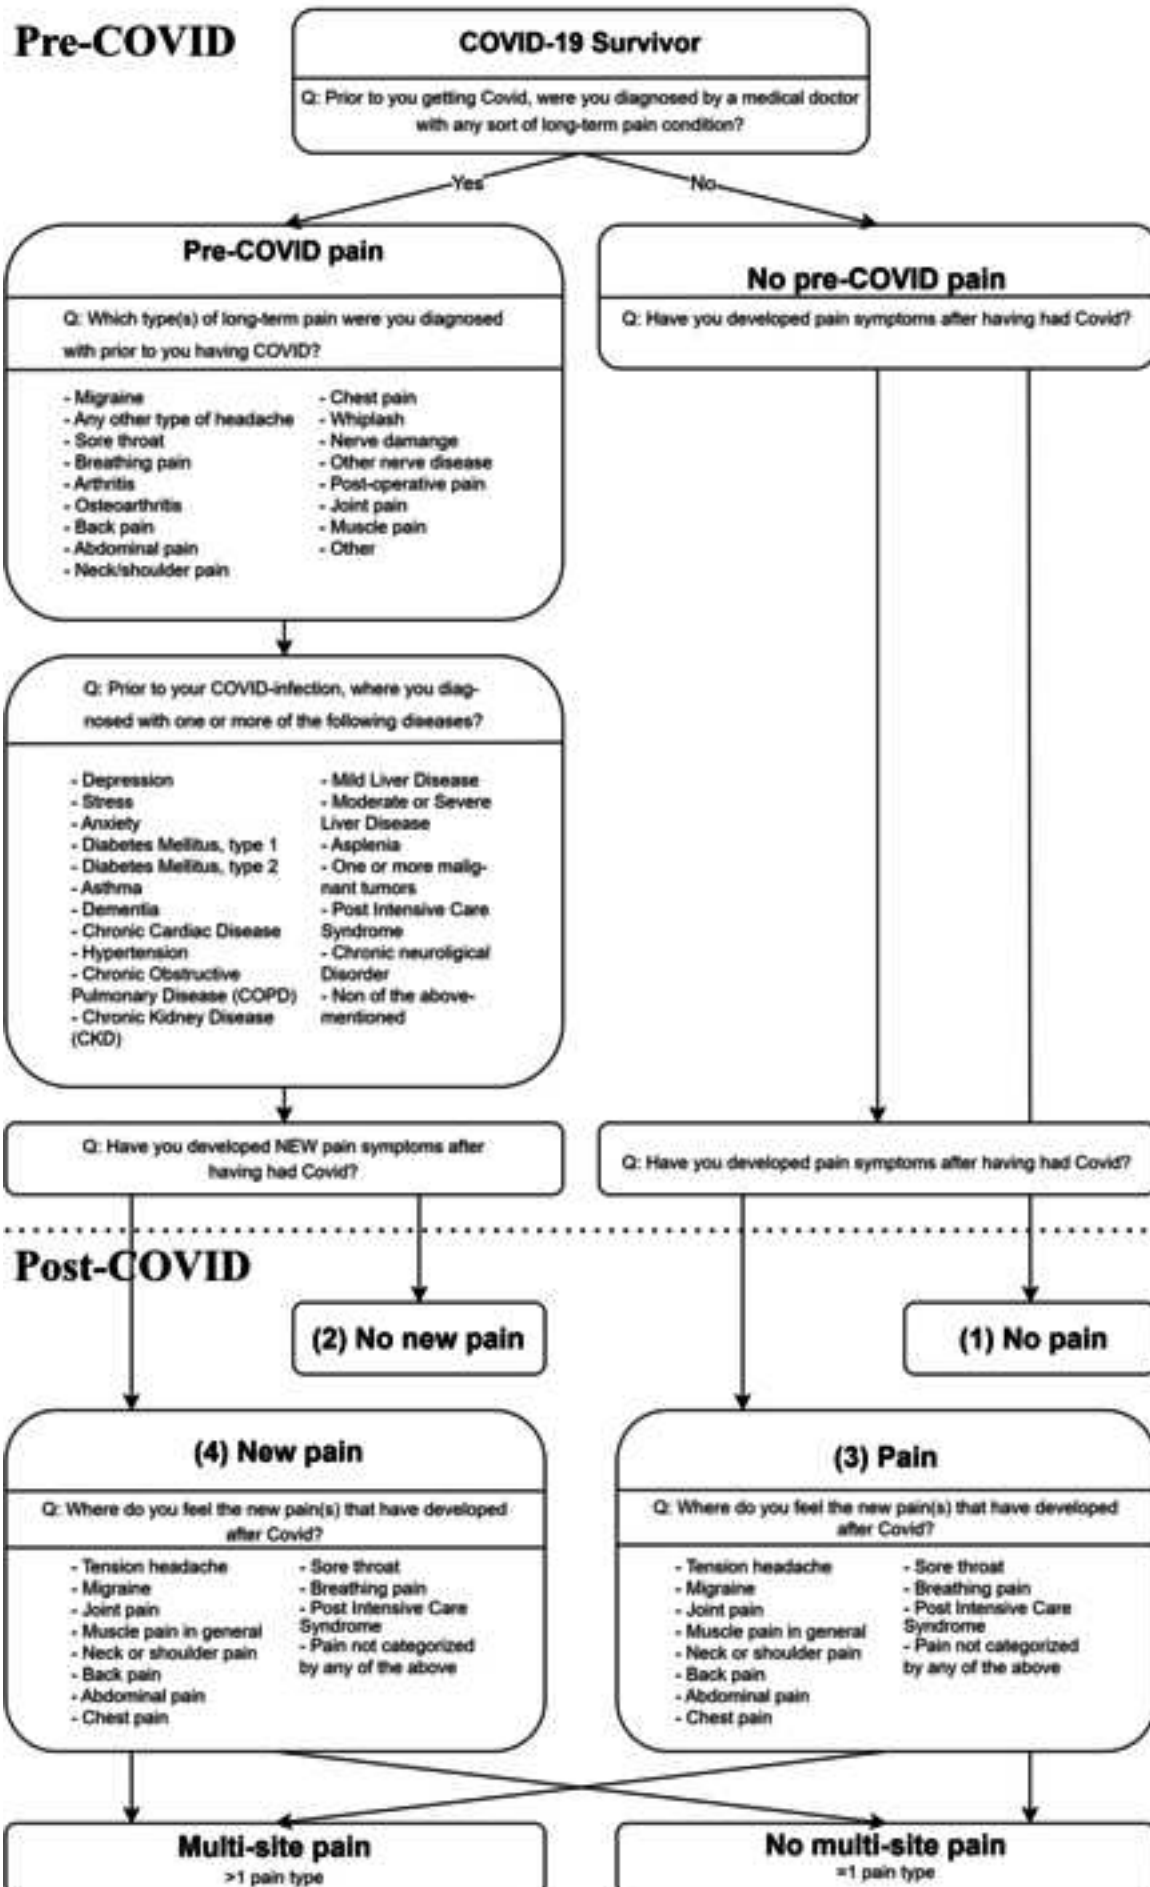 Pre-COVID
COVID-19 Survivor
Q: Prior to you getting Covid, were you diagnosed by a medical doctor
with any sort of long-term pain condition?
Yes
No
Pre-COVID pain
Q: Which type(s) of long-term pain were you diagnosed
with prior to you having COVID?
- Migraine
- Any other type of headache
- Sore throat
- Breathing pain
- Arthritis
- Osteoarthritis
- Back pain
- Abdominal pain
- Neck/shoulder pain
- Chest pain
- Whiplash
- Nerve damange
- Other nerve disease
- Post-operative pain
- Joint pain
- Muscle pain
- Other
No pre-COVID pain
Q: Have you developed pain symptoms after having had Covid?
Q: Prior to your COVID-infection, where you diag-
nosed with one or more of the following diseases?
- Depression
- Stress
- Anxiety
- Diabetes Mellitus, type 1
- Diabetes Mellitus, type 2
- Asthma
- Dementia
- Chronic Cardiac Disease
- Hypertension
- Chronic Obstructive
Pulmonary Disease (COPD)
- Chronic Kidney Disease
(CKD)
- Mild Liver Disease
- Moderate or Severe
Liver Disease
- Asplenia
- One or more malig-
nant tumors
- Post Intensive Care
Syndrome
- Chronic neuroligical
Disorder
- Non of the above-
mentioned
Q: Have you developed NEW pain symptoms after
having had Covid?
Q: Have you developed pain symptoms after having had Covid?
Post-COVID
(2) No new pain
(1) No pain
(4) New pain
Q: Where do you feel the new pain(s) that have developed
after Covid?
- Tension headache
- Migraine
- Joint pain
- Muscle pain in general
- Neck or shoulder pain
- Back pain
- Abdominal pain
- Chest pain
- Sore throat
- Breathing pain
- Post Intensive Care
Syndrome
- Pain not categorized
by any of the above
(3) Pain
Q: Where do you feel the new pain(s) that have developed
after Covid?
- Tension headache
- Migraine
- Joint pain
- Muscle pain in general
- Neck or shoulder pain
- Back pain
- Abdominal pain
- Chest pain
- Sore throat
- Breathing pain
- Post Intensive Care
Syndrome
- Pain not categorized
by any of the above
Multi-site pain
>1 pain type
No multi-site pain
=1 pain type